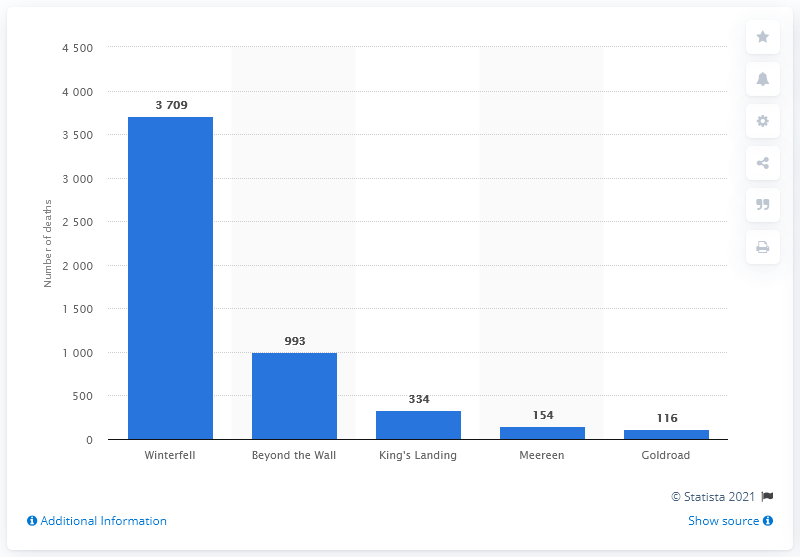 4 500
4 000
3 500
3 000
2 500
2 000
1 500
1 000
500
0
Number of deaths
3 709
993
334
154
116
Winterfell
Beyond the Wall
King's Landing
Meereen
Goldroad
© Statista 2021
Additional Information
Show source